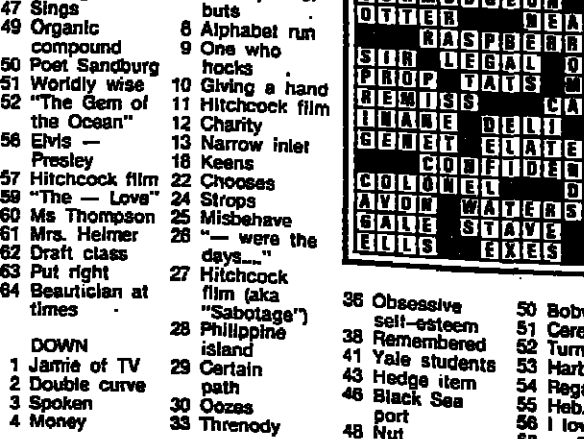 47 Sings
49 Organic
compound
50 Poet Sandburg
51 Worldly wise
52 "The Gem of
the Ocean"
56 Elvis —
Presley
57 Hitchcock film
59 "The — Love"
60 Ms Thompson
61 Mrs. Helmer
62 Draft class
63 Put right
64 Beautician at
times
DOWN
1 Jamie of TV
2 Double curve
3 Spoken
4 Money
buts
8 Alphabet run
9 One who
hocks
10 Giving a hand
11 Hitchcock film
12 Charity
13 Narrow inlet
18 Keens
22 Chooses
24 Strops
25 Misbehave
26 "— were the
days..."
27 Hitchcock
film (aka
"Sabotage")
28 Philippine
island
29 Certain
path
30 Oozes
33 Threnody
OTTER NEA
RASPBERR
SIR LEGAL O
PROP TATS M
REMISS CA
INANE DELI
GENET ELATE
CONFIDEN
COLONEL D
AVON WATERS
GALE STAVE
ELLS EXES
36 Obsessive
self-esteem
38 Remembered
41 Yale students
43 Hedge item
46 Black Sea
port
48 Nut
50 Bobw
51 Cere
52 Turn
53 Harb
54 Rega
55 Heb.
56 I lov